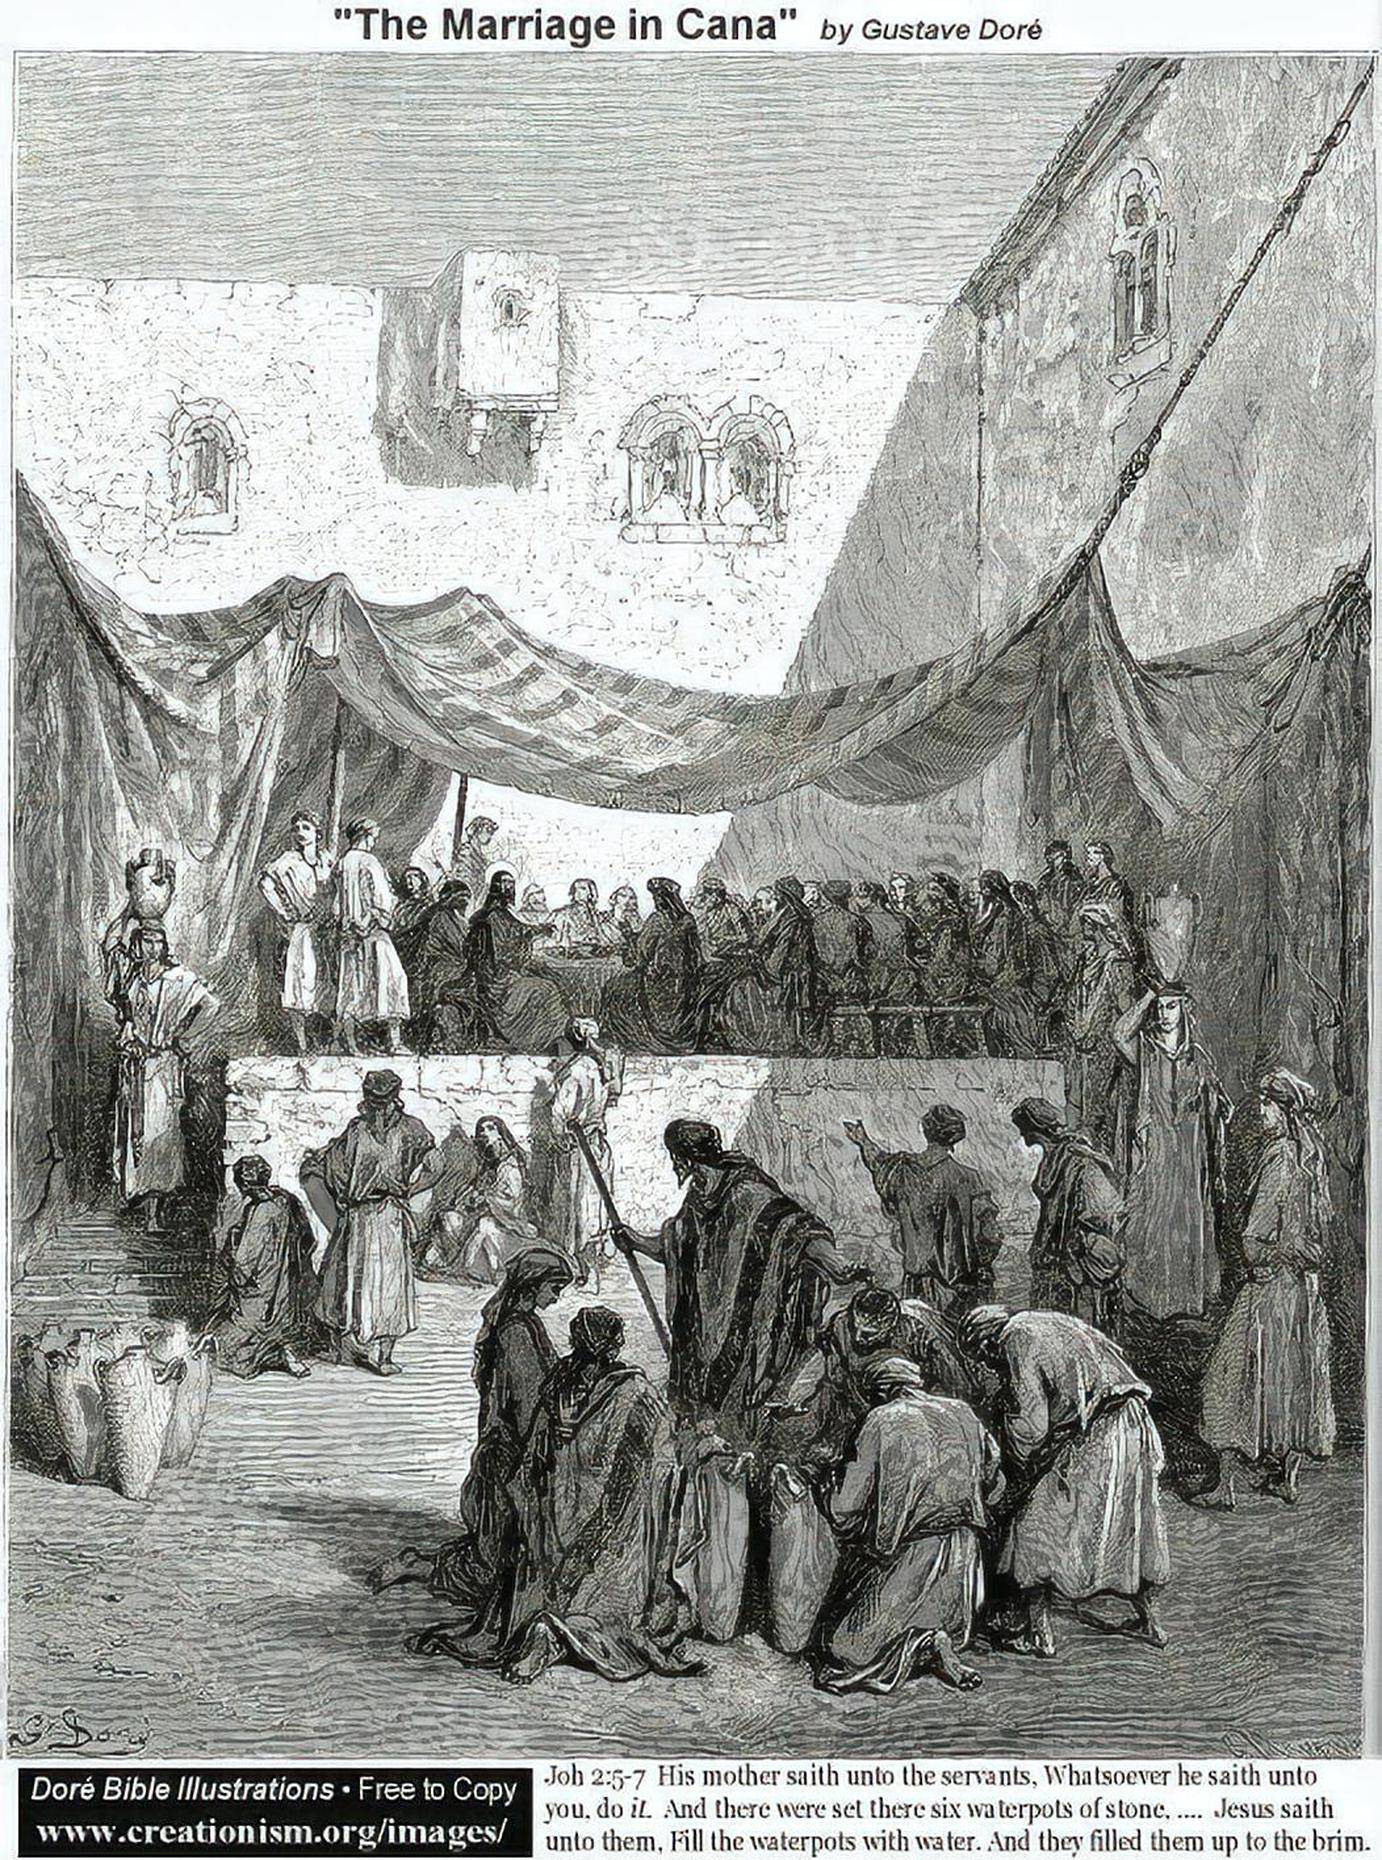 "The Marriage in Cana" by Gustave Doré
G. Doré
Doré Bible Illustrations • Free to Copy
www.creationism.org/images/
Joh 2:5-7 His mother saith unto the servants, Whatsoever he saith unto
you, do it. And there were set there six waterpots of stone, .... Jesus saith
unto them, Fill the waterpots with water. And they filled them up to the brim.